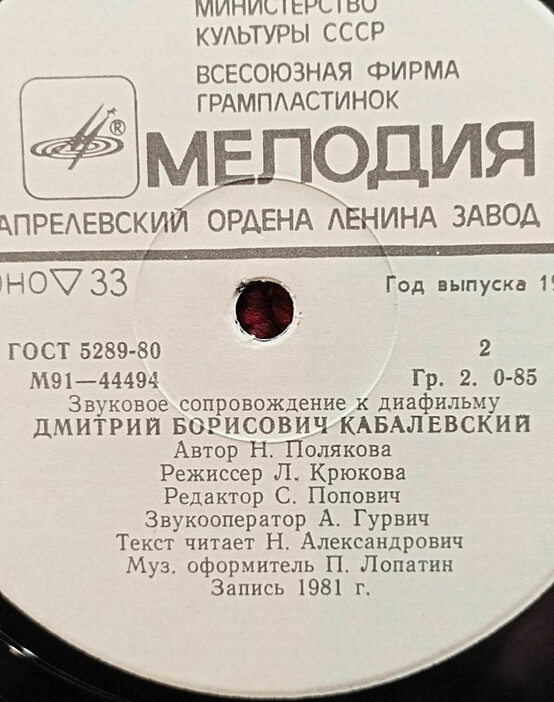 МИНИСТЕРСТВО
КУЛЬТУРЫ СССР
ВСЕСОЮЗНАЯ ФИРМА
ГРАМПЛАСТИНОК
®
МЕЛОДИЯ
АПРЕЛЕВСКИЙ ОРДЕНА ЛЕНИНА ЗАВОД
ОНО ▽ 33
Год выпуска 19
ГОСТ 5289-80
2
М91—44494
Гр. 2. 0-85
Звуковое сопровождение к диафильму
ДМИТРИЙ БОРИСОВИЧ КАБАЛЕВСКИЙ
Автор Н. Полякова
Режиссер Л. Крюкова
Редактор С. Попович
Звукооператор А. Гурвич
Текст читает Н. Александрович
Муз. оформитель П. Лопатин
Запись 1981 г.